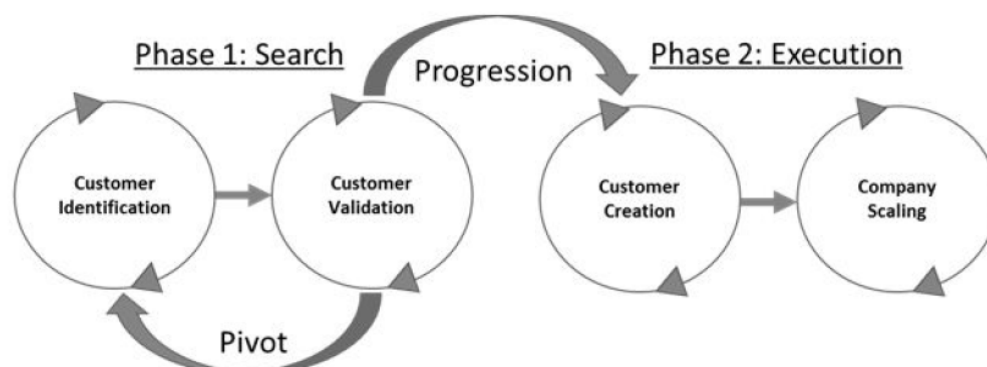 Phase 1: Search
Progression
Phase 2: Execution
Customer
Identification
Customer
Validation
Customer
Creation
Company
Scaling
Pivot